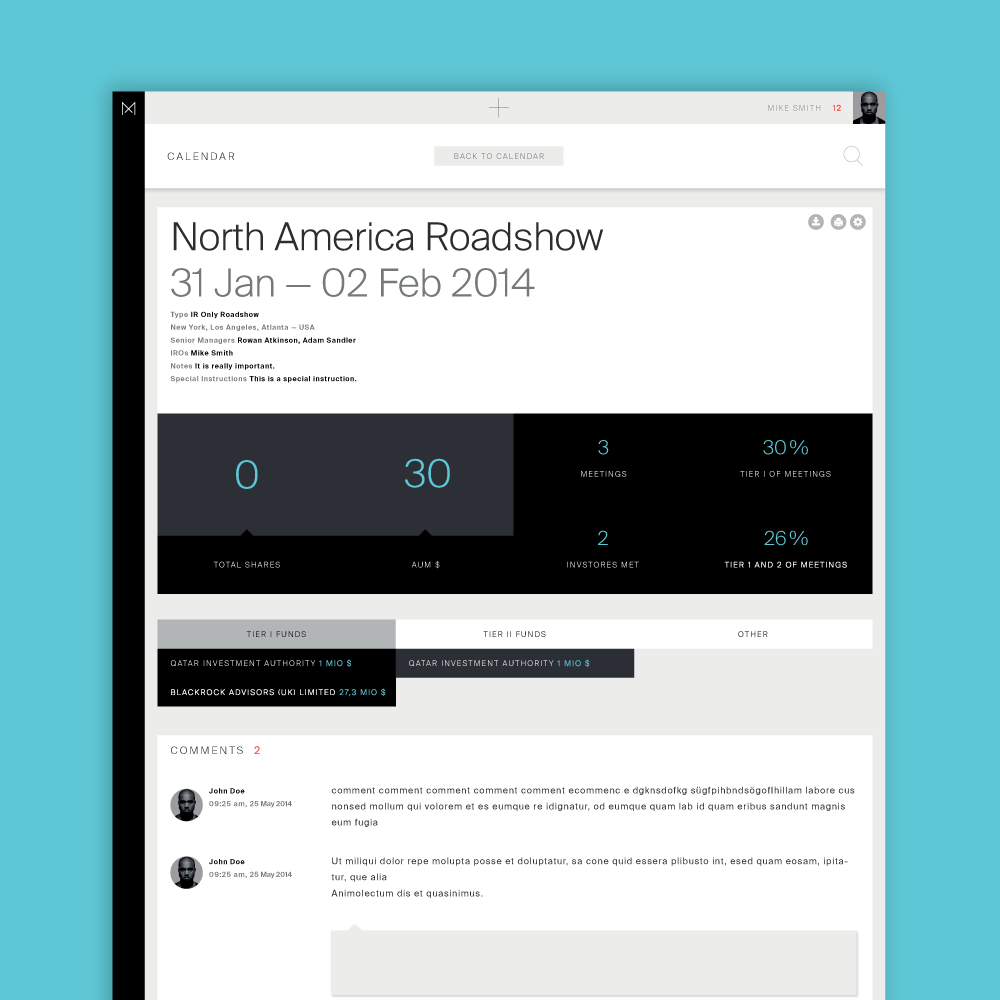 MIKE SMITH 12
CALENDAR
BACK TO CALENDAR
North America Roadshow
31 Jan – 02 Feb 2014
Type IR Only Roadshow
New York, Los Angeles, Atlanta – USA
Senior Managers Rowan Atkinson, Adam Sandler
IROs Mike Smith
Notes It is really important.
Special Instructions This is a special instruction.
0
30
TOTAL SHARES
AUM $
3
MEETINGS
30%
TIER I OF MEETINGS
2
INVSTORES MET
26%
TIER 1 AND 2 OF MEETINGS
TIER I FUNDS
TIER II FUNDS
OTHER
QATAR INVESTMENT AUTHORITY 1 MIO $
QATAR INVESTMENT AUTHORITY 1 MIO $
BLACKROCK ADVISORS (UK) LIMITED 27,3 MIO $
COMMENTS 2
John Doe
09:25 am, 25 May 2014
comment comment comment comment comment ecommenc e dgknsdofkg sügfpihbndsögoflhillam labore cus
nonsed mollum qui volorem et es eumque re idignatur, od eumque quam lab id quam eribus sandunt magnis
eum fugia
John Doe
09:25 am, 25 May 2014
Ut miliqui dolor repe molupta posse et doluptatur, sa cone quid essera plibusto int, esed quam eosam, ipita-
tur, que alia
Animolectum dis et quasinimus.